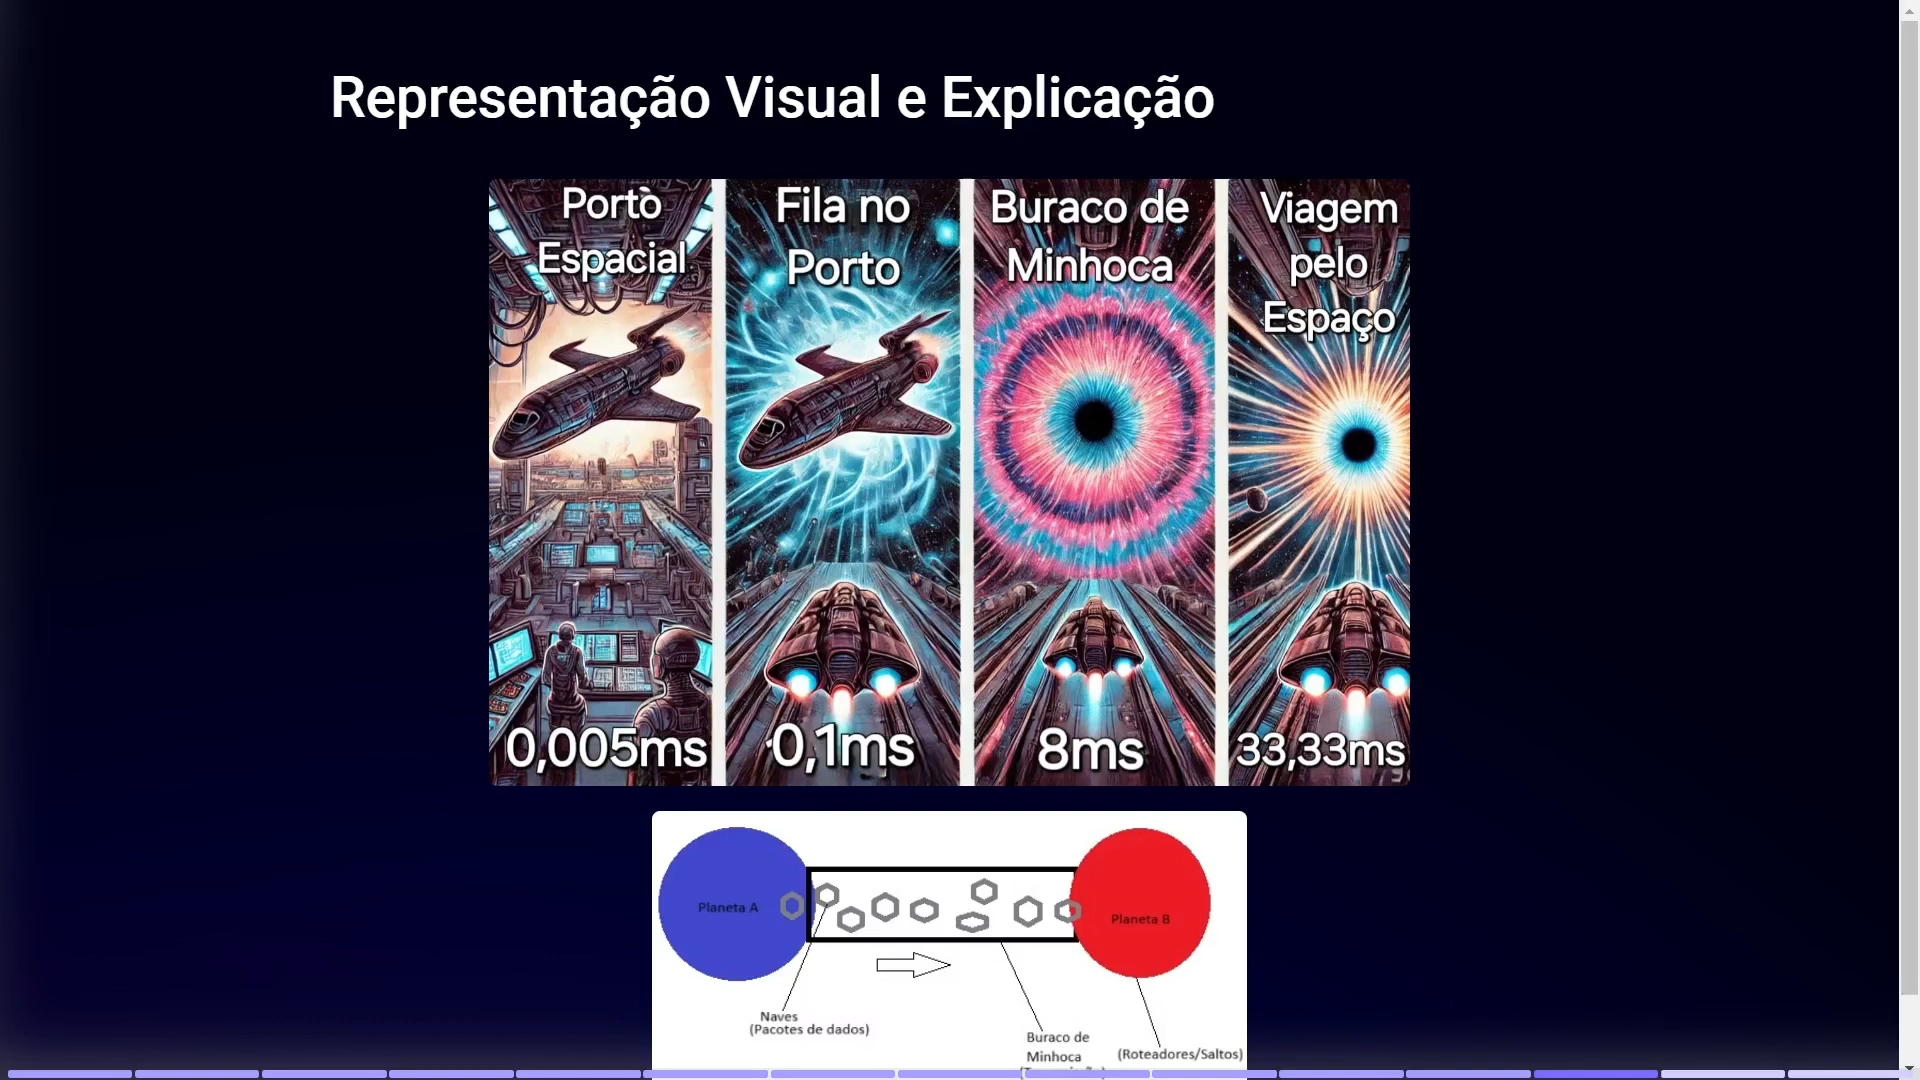 Representação Visual e Explicação
Porto
Espacial
0,005ms
Fila no
Porto
0,1ms
Buraco de
Minhoca
8ms
Viagem
pelo
Espaço
33,33ms
Planeta A
Planeta B
Naves
(Pacotes de dados)
Buraco de
Minhoca
(Roteadores/Saltos)